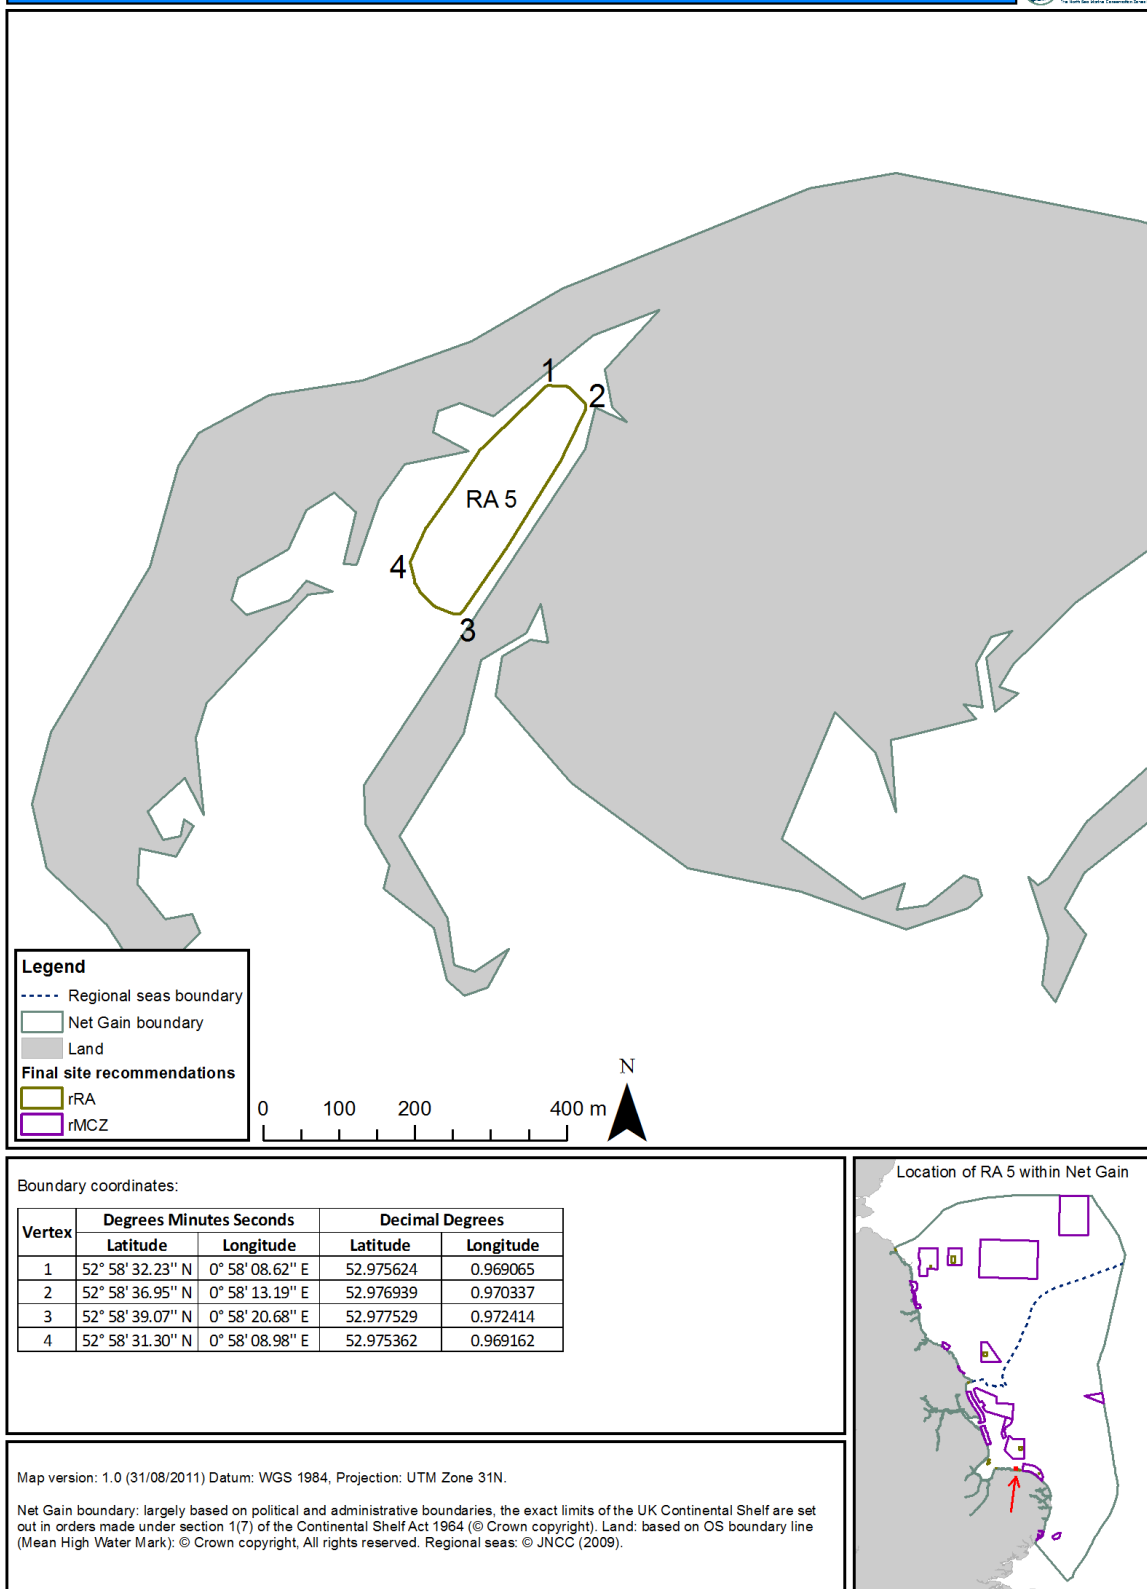 1
2
RA 5
4
3
Legend
Regional seas boundary
Net Gain boundary
Land
Final site recommendations
rRA
rMCZ
0 100 200 400 m
N
Boundary coordinates:
Vertex Degrees Minutes Seconds Decimal Degrees
Latitude Longitude Latitude Longitude
1 52° 58' 32.23'' N 0° 58' 08.62'' E 52.975624 0.969065
2 52° 58' 36.95'' N 0° 58' 13.19'' E 52.976939 0.970337
3 52° 58' 39.07'' N 0° 58' 20.68'' E 52.977529 0.972414
4 52° 58' 31.30'' N 0° 58' 08.98'' E 52.975362 0.969162
Location of RA 5 within Net Gain
Map version: 1.0 (31/08/2011) Datum: WGS 1984, Projection: UTM Zone 31N.
Net Gain boundary: largely based on political and administrative boundaries, the exact limits of the UK Continental Shelf are set
out in orders made under section 1(7) of the Continental Shelf Act 1964 (© Crown copyright). Land: based on OS boundary line
(Mean High Water Mark): © Crown copyright, All rights reserved. Regional seas: © JNCC (2009).